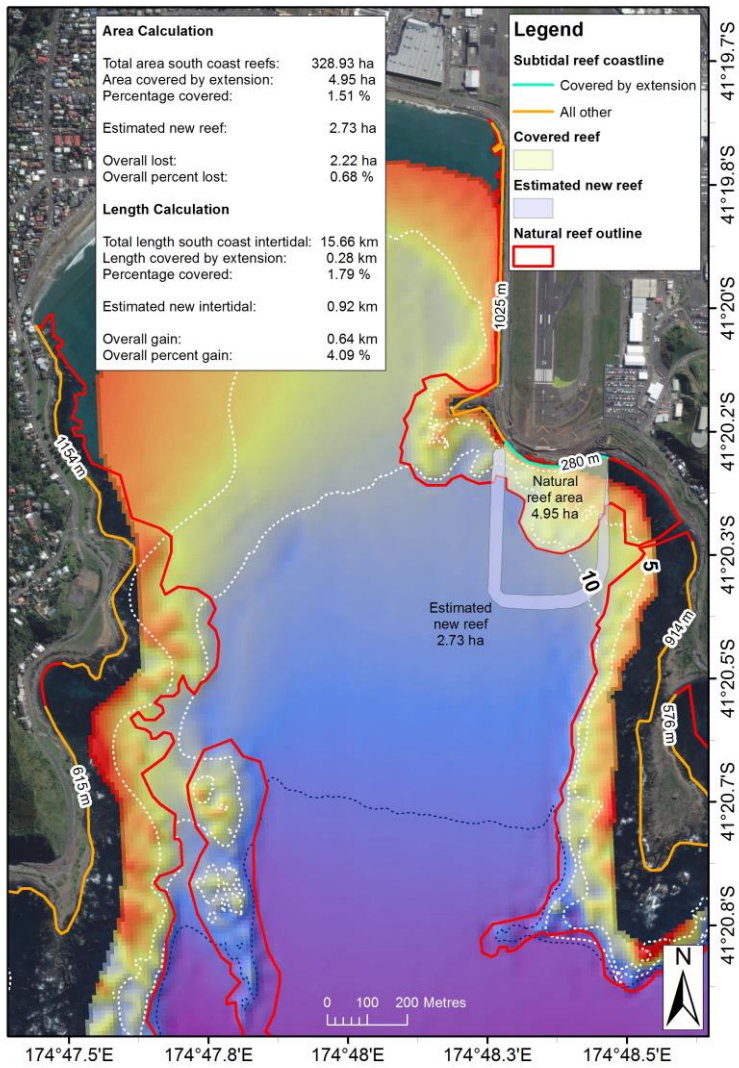 Area Calculation
Total area south coast reefs: 328.93 ha
Area covered by extension: 4.95 ha
Percentage covered: 1.51 %
Estimated new reef: 2.73 ha
Overall lost: 2.22 ha
Overall percent lost: 0.68 %
Length Calculation
Total length south coast intertidal: 15.66 km
Length covered by extension: 0.28 km
Percentage covered: 1.79 %
Estimated new intertidal: 0.92 km
Overall gain: 0.64 km
Overall percent gain: 4.09 %
Legend
Subtidal reef coastline
Covered by extension
All other
Covered reef
Estimated new reef
Natural reef outline
41°19.7'S
41°19.8'S
41°20'S
41°20.2'S
41°20.3'S
41°20.5'S
41°20.7'S
41°20.8'S
1025 m
1154 m
280 m
Natural
reef area
4.95 ha
10
5
Estimated
new reef
2.73 ha
914 m
576 m
615 m
N
0 100 200 Metres
174°47.5'E
174°47.8'E
174°48'E
174°48.3'E
174°48.5'E